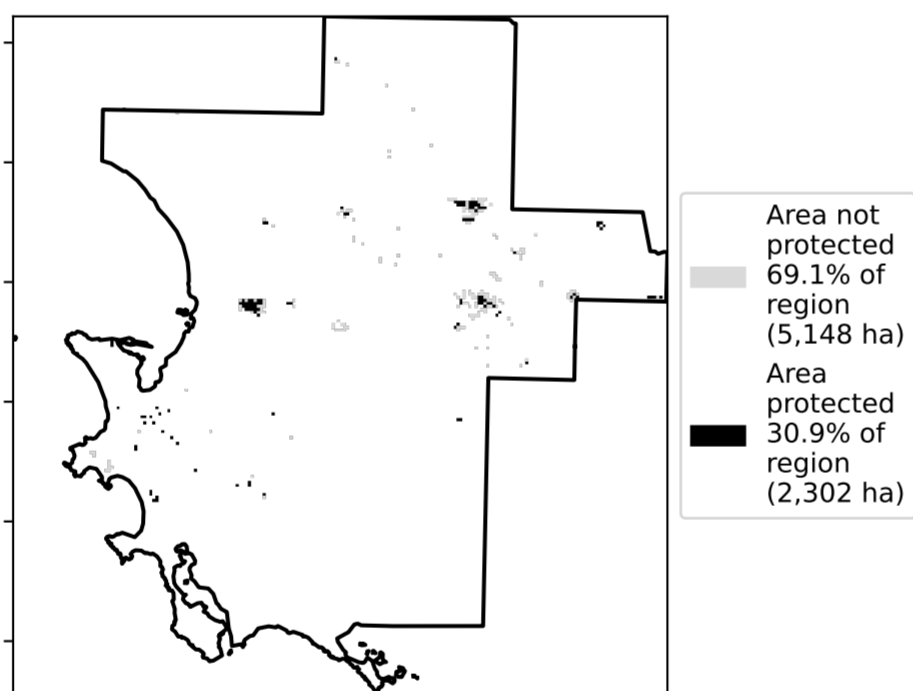 Area not
protected
69.1% of
region
(5,148 ha)
Area
protected
30.9% of
region
(2,302 ha)